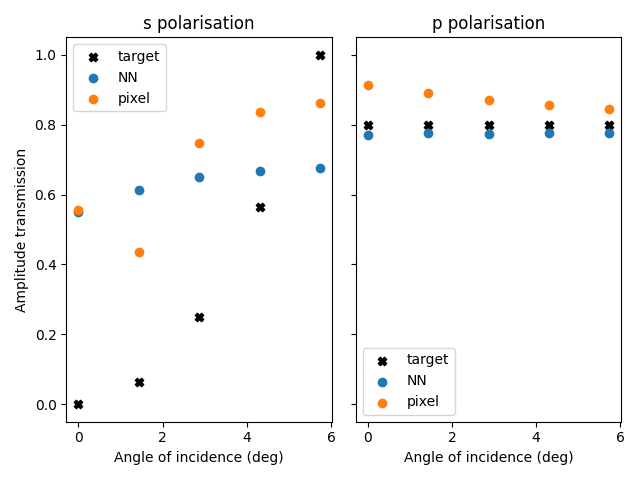 s polarisation
p polarisation
target
NN
pixel
Amplitude transmission
1.0
0.8
0.6
0.4
0.2
0.0
target
NN
pixel
0
2
4
6
0
2
4
6
Angle of incidence (deg)
Angle of incidence (deg)